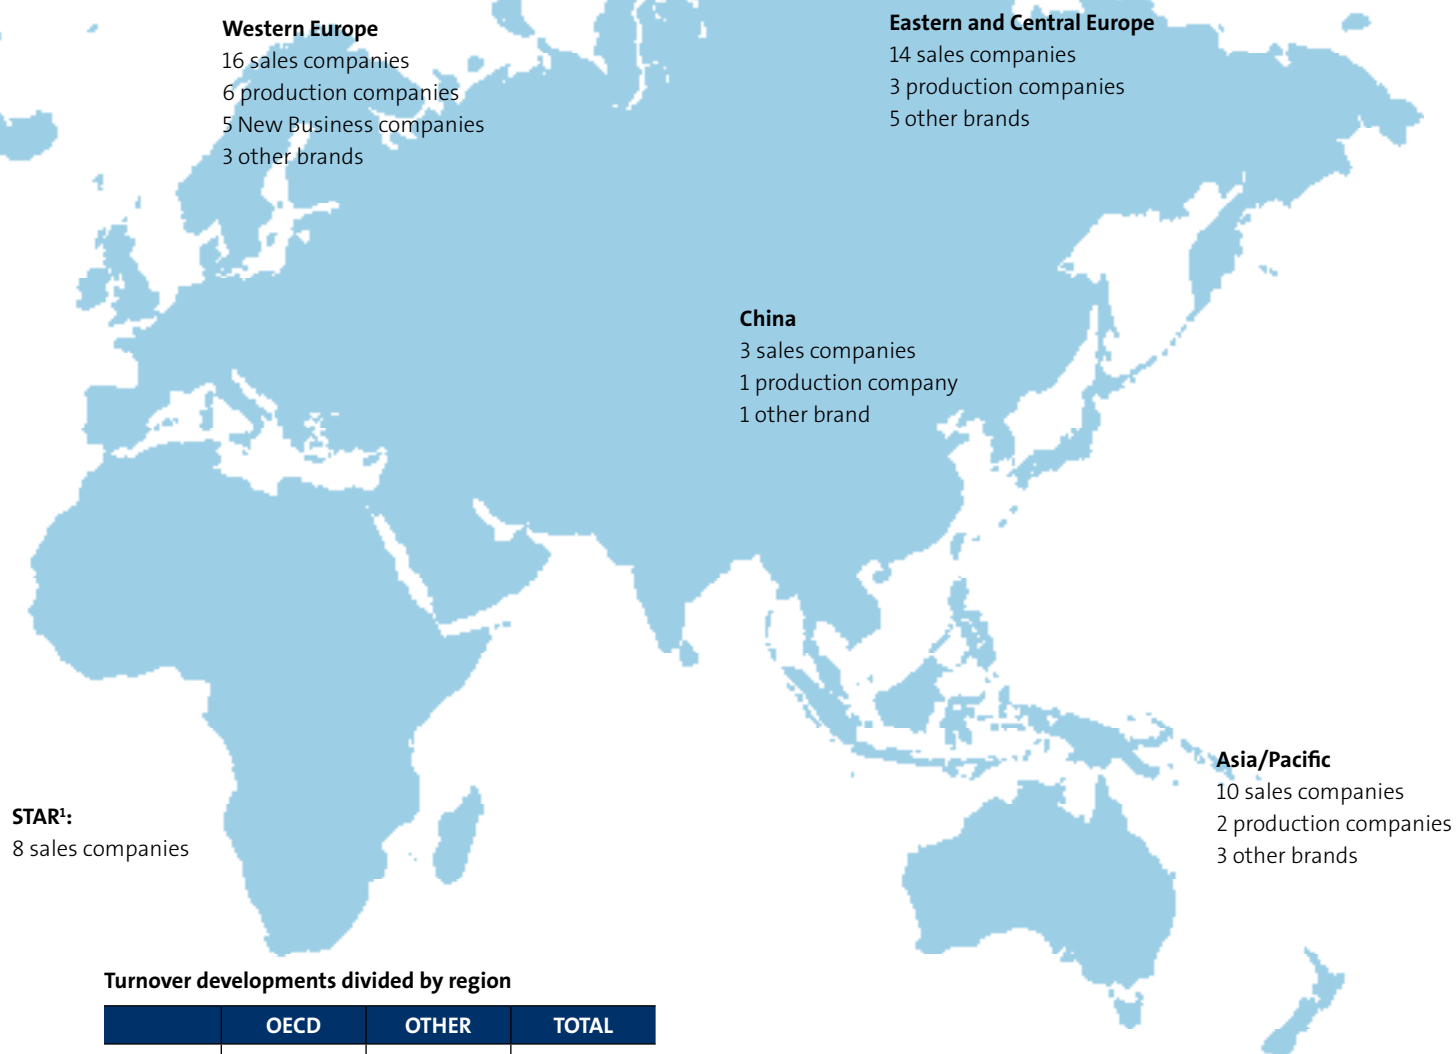 Western Europe
16 sales companies
6 production companies
5 New Business companies
3 other brands
Eastern and Central Europe
14 sales companies
3 production companies
5 other brands
China
3 sales companies
1 production company
1 other brand
Asia/Pacific
10 sales companies
2 production companies
3 other brands
STAR¹:
8 sales companies
Turnover developments divided by region
OECD OTHER TOTAL